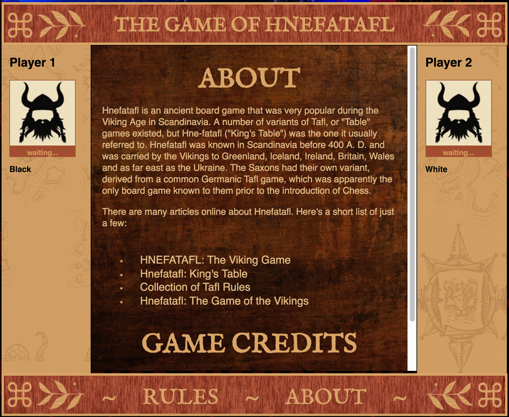 THE GAME OF HNEFATAFL
Player 1
waiting...
Black
ABOUT
Hnefatafl is an ancient board game that was very popular during the
Viking Age in Scandinavia. A number of variants of Tafl, or "Table"
games existed, but Hne-fatafl ("King's Table") was the one it usually
referred to. Hnefatafl was known in Scandinavia before 400 A. D. and
was carried by the Vikings to Greenland, Iceland, Ireland, Britain, Wales
and as far east as the Ukraine. The Saxons had their own variant,
derived from a common Germanic Tafl game, which was apparently the
only board game known to them prior to the introduction of Chess.
There are many articles online about Hnefatafl. Here's a short list of just
a few:
• HNEFATAFL: The Viking Game
• Hnefatafl: King's Table
• Collection of Tafl Rules
• Hnefatafl: The Game of the Vikings
GAME CREDITS
Player 2
waiting...
White
~ RULES ~ ABOUT ~